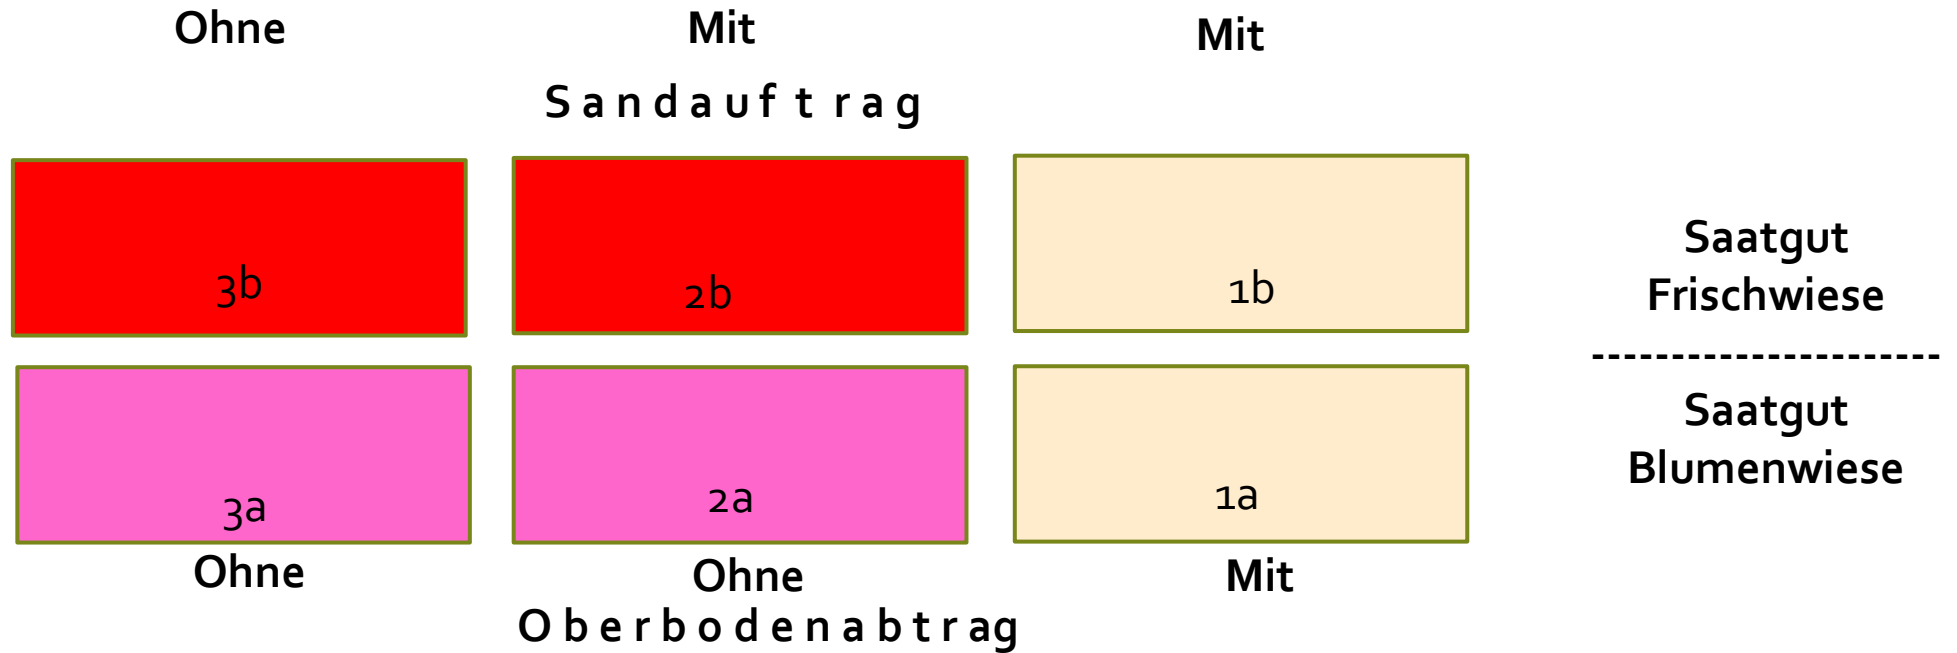 Ohne Mit Mit
Sandauftrag
3b 2b 1b
Saatgut
Frischwiese
----------------------
Saatgut
Blumenwiese
3a 2a 1a
Ohne Ohne Mit
Oberbodenabtrag